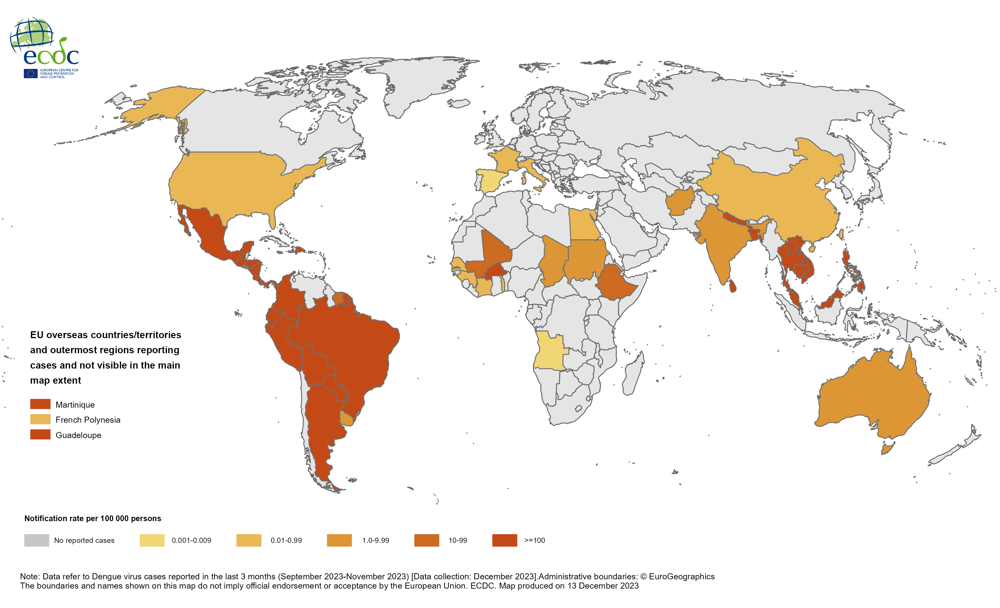 ecdc
EUROPEAN CENTRE FOR
DISEASE PREVENTION
AND CONTROL
EU overseas countries/territories
and outermost regions reporting
cases and not visible in the main
map extent
Martinique
French Polynesia
Guadeloupe
Notification rate per 100 000 persons
No reported cases 0.001-0.009 0.01-0.99 1.0-9.99 10-99 >=100
Note: Data refer to Dengue virus cases reported in the last 3 months (September 2023-November 2023) [Data collection: December 2023].Administrative boundaries: © EuroGeographics
The boundaries and names shown on this map do not imply official endorsement or acceptance by the European Union. ECDC. Map produced on 13 December 2023